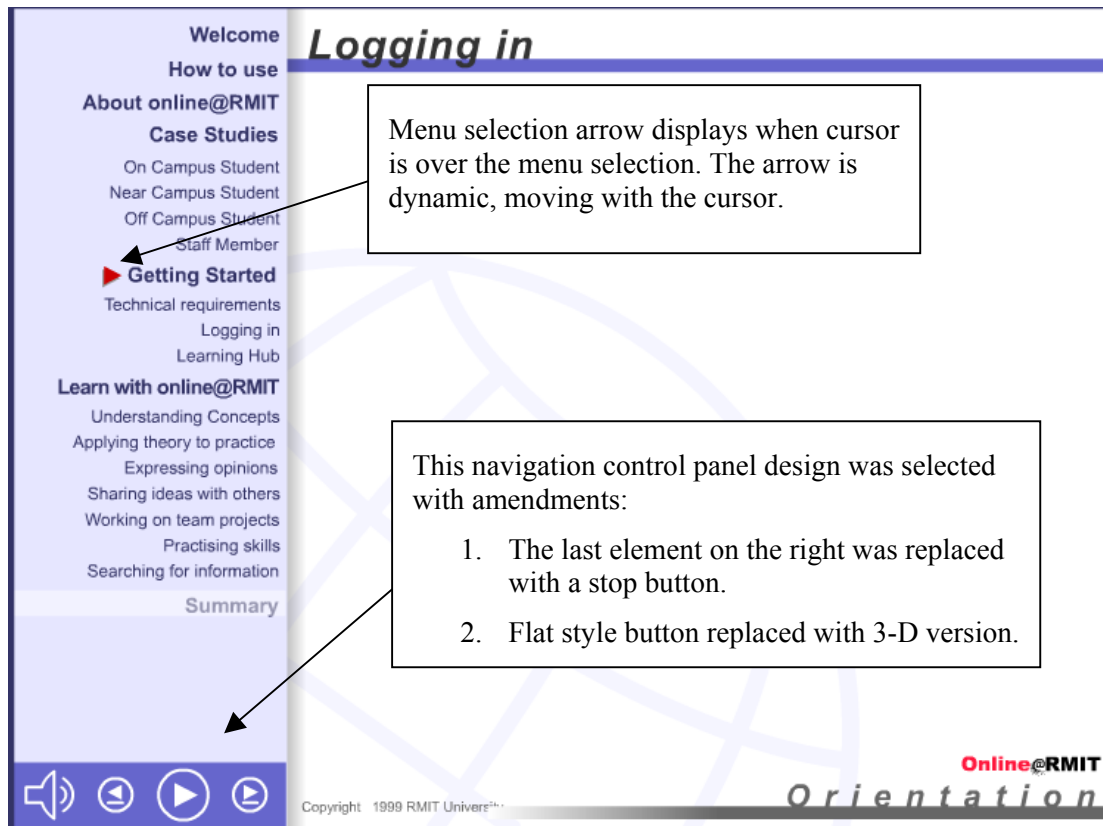 Welcome
How to use
About online@RMIT
Case Studies
On Campus Student
Near Campus Student
Off Campus Student
Staff Member
Getting Started
Technical requirements
Logging in
Learning Hub
Learn with online@RMIT
Understanding Concepts
Applying theory to practice
Expressing opinions
Sharing ideas with others
Working on team projects
Practising skills
Searching for information
Summary
Logging in
Menu selection arrow displays when cursor
is over the menu selection. The arrow is
dynamic, moving with the cursor.
This navigation control panel design was selected
with amendments:
1. The last element on the right was replaced
with a stop button.
2. Flat style button replaced with 3-D version.
Online@RMIT
Orientation
Copyright 1999 RMIT University